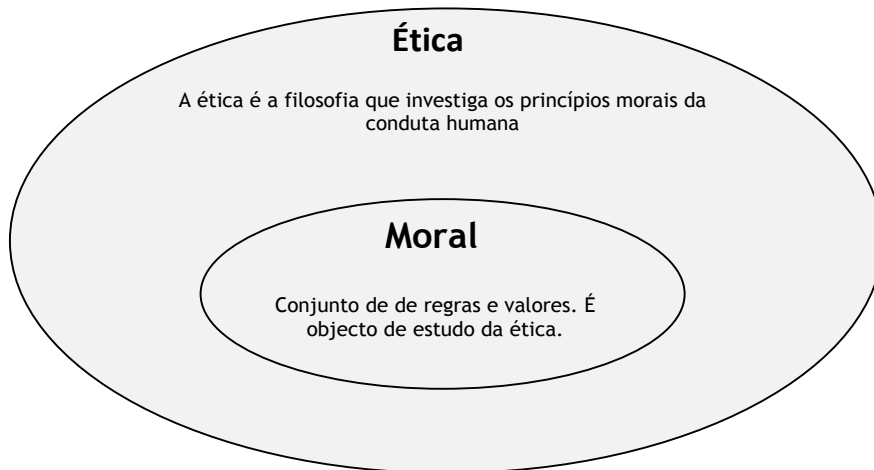 Ética
A ética é a filosofia que investiga os princípios morais da
conduta humana
Moral
Conjunto de de regras e valores. É
objecto de estudo da ética.